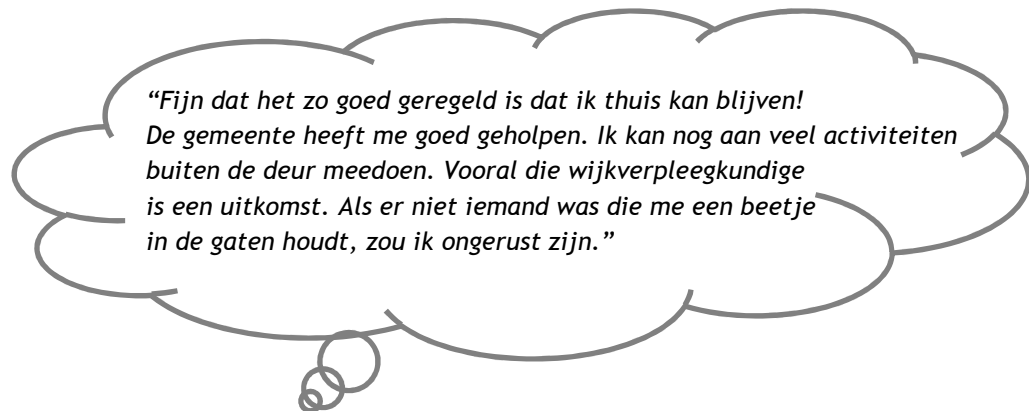 “Fijn dat het zo goed geregeld is dat ik thuis kan blijven!
De gemeente heeft me goed geholpen. Ik kan nog aan veel activiteiten
buiten de deur meedoen. Vooral die wijkverpleegkundige
is een uitkomst. Als er niet iemand was die me een beetje
in de gaten houdt, zou ik ongerust zijn.”